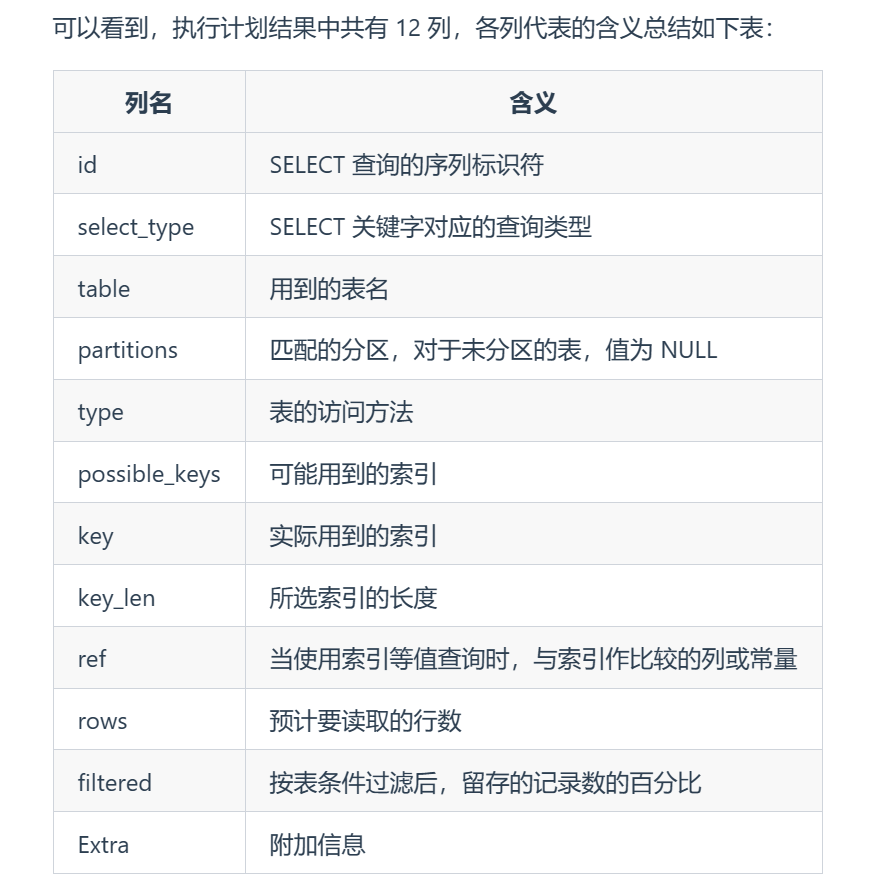 可以看到，执行计划结果中共有 12 列，各列代表的含义总结如下表：
列名 含义
id SELECT 查询的序列标识符
select_type SELECT 关键字对应的查询类型
table 用到的表名
partitions 匹配的分区，对于未分区的表，值为 NULL
type 表的访问方法
possible_keys 可能用到的索引
key 实际用到的索引
key_len 所选索引的长度
ref 当使用索引等值查询时，与索引作比较的列或常量
rows 预计要读取的行数
filtered 按表条件过滤后，留存的记录数的百分比
Extra 附加信息